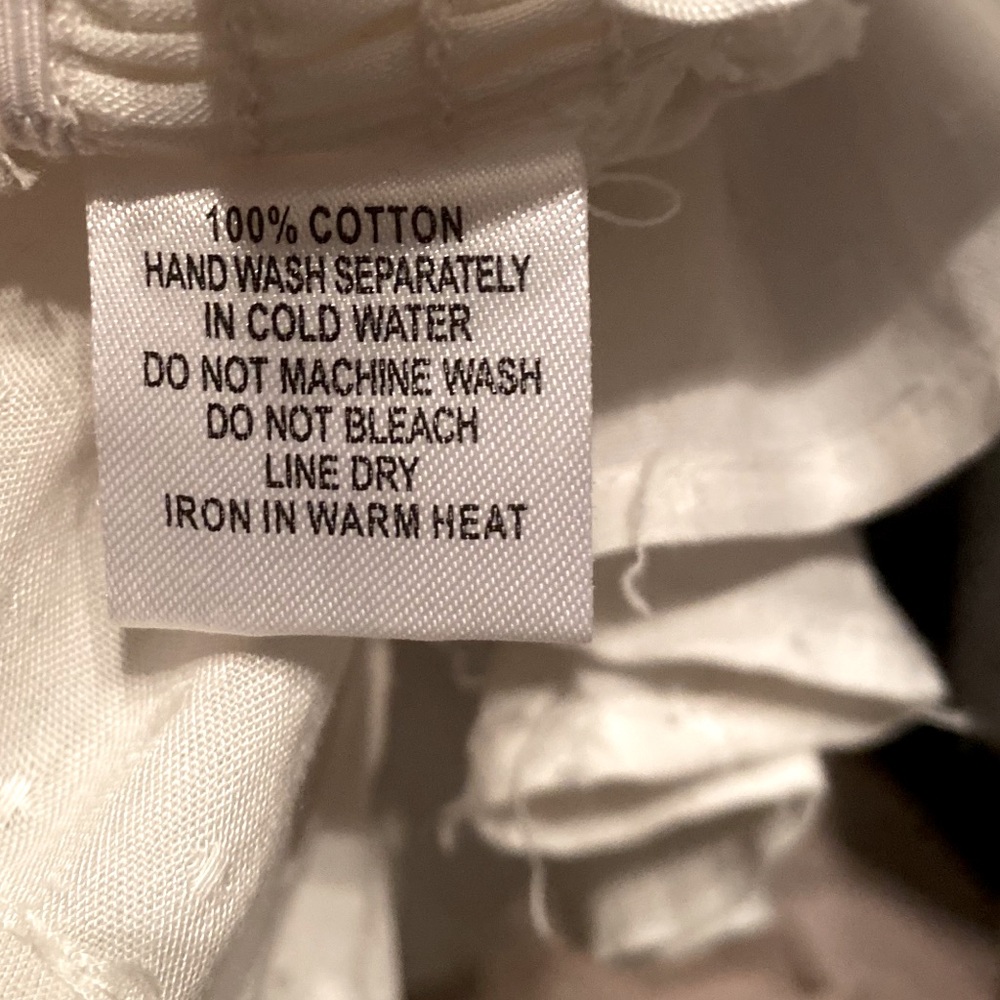 100% COTTON
HAND WASH SEPARATELY
IN COLD WATER
DO NOT MACHINE WASH
DO NOT BLEACH
LINE DRY
IRON IN WARM HEAT